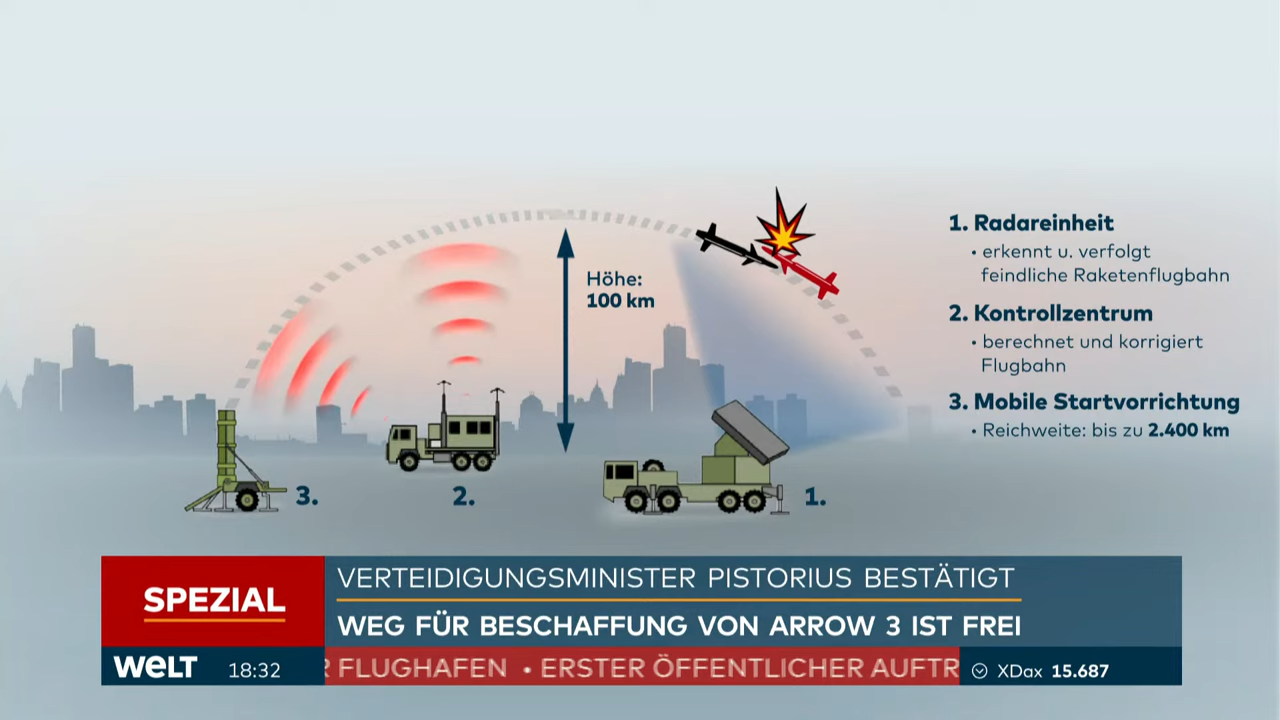 Höhe:
100 km
1. Radareinheit
• erkennt u. verfolgt
feindliche Raketenflugbahn
2. Kontrollzentrum
• berechnet und korrigiert
Flugbahn
3. Mobile Startvorrichtung
• Reichweite: bis zu 2.400 km
3.
2.
1.
SPEZIAL
VERTEIDIGUNGSMINISTER PISTORIUS BESTÄTIGT
WEG FÜR BESCHAFFUNG VON ARROW 3 IST FREI
welt 18:32 R FLUGHAFEN • ERSTER ÖFFENTLICHER AUFTR XDax 15.687